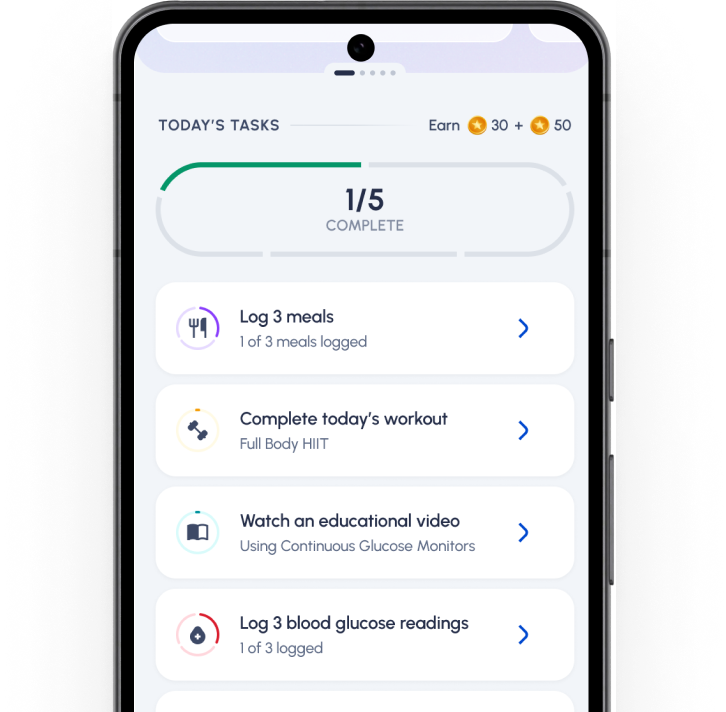 TODAY'S TASKS
Earn 30 + 50
1/5
COMPLETE
Log 3 meals
1 of 3 meals logged
Complete today's workout
Full Body HIIT
Watch an educational video
Using Continuous Glucose Monitors
Log 3 blood glucose readings
1 of 3 logged